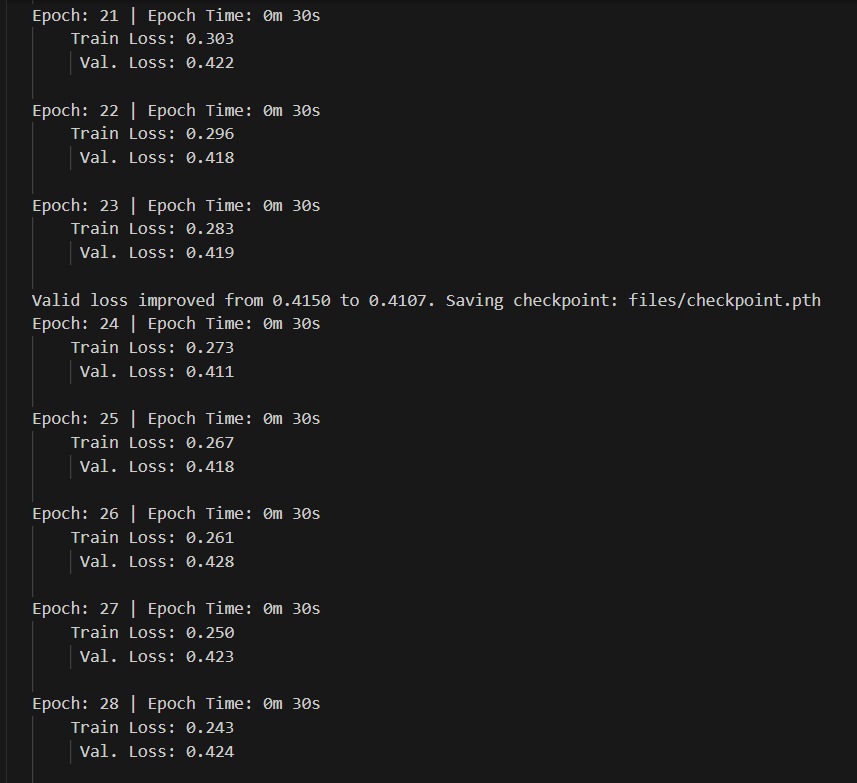 Epoch: 21 | Epoch Time: 0m 30s
Train Loss: 0.303
Val. Loss: 0.422
Epoch: 22 | Epoch Time: 0m 30s
Train Loss: 0.296
Val. Loss: 0.418
Epoch: 23 | Epoch Time: 0m 30s
Train Loss: 0.283
Val. Loss: 0.419
Valid loss improved from 0.4150 to 0.4107. Saving checkpoint: files/checkpoint.pth
Epoch: 24 | Epoch Time: 0m 30s
Train Loss: 0.273
Val. Loss: 0.411
Epoch: 25 | Epoch Time: 0m 30s
Train Loss: 0.267
Val. Loss: 0.418
Epoch: 26 | Epoch Time: 0m 30s
Train Loss: 0.261
Val. Loss: 0.428
Epoch: 27 | Epoch Time: 0m 30s
Train Loss: 0.250
Val. Loss: 0.423
Epoch: 28 | Epoch Time: 0m 30s
Train Loss: 0.243
Val. Loss: 0.424